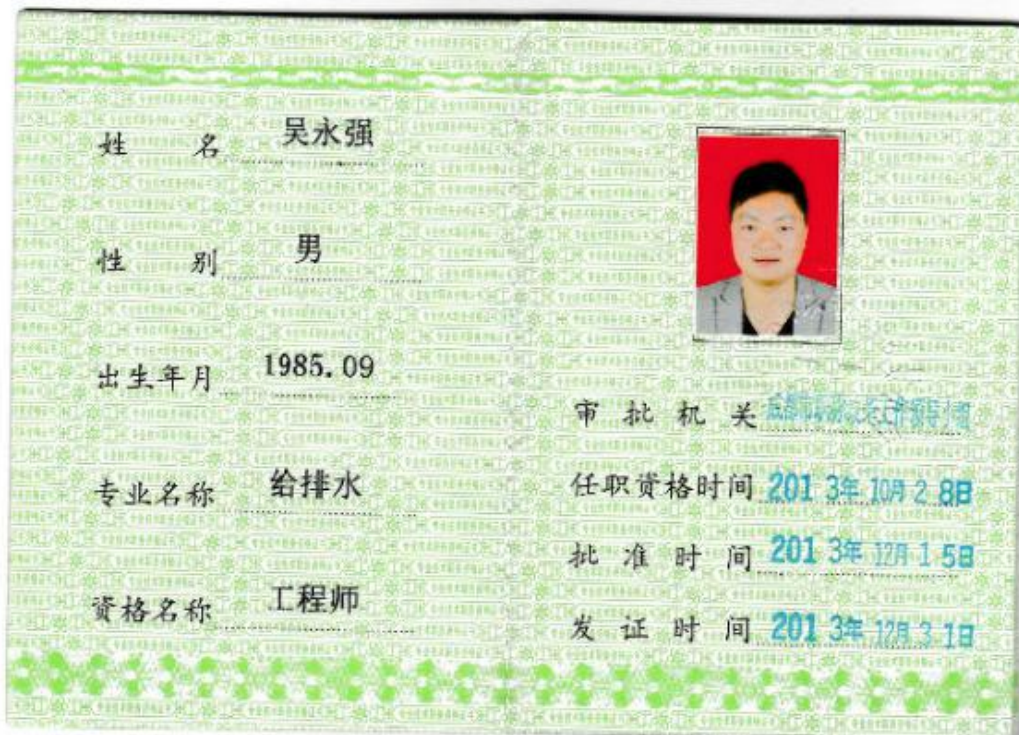 姓 名 吴永强
性 别 男
出生年月 1985.09
专业名称 给排水
资格名称 工程师
审 批 机 关
任职资格时间 2013年10月28日
批 准 时 间 2013年12月15日
发 证 时 间 2013年12月31日